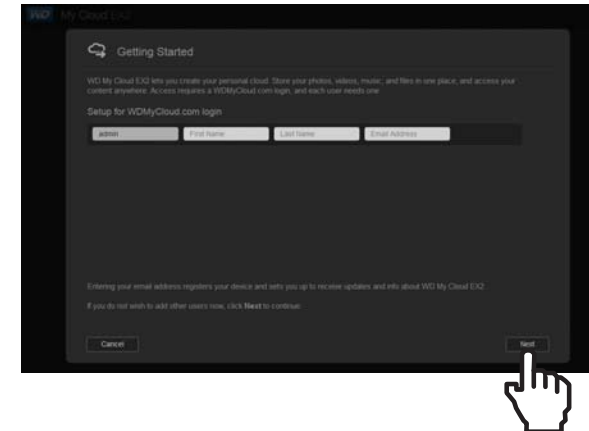 WD My Cloud EX2
Getting Started
WD My Cloud EX2 lets you create your personal cloud. Store your photos, videos, music, and files in one place, and access your
content anywhere. Access requires a WDMyCloud.com login, and each user needs one.
Setup for WDMyCloud.com login
admin First Name Last Name Email Address
Entering your email address registers your device and sets you up to receive updates and info about WD My Cloud EX2.
If you do not wish to add other users now, click Next to continue.
Cancel Next